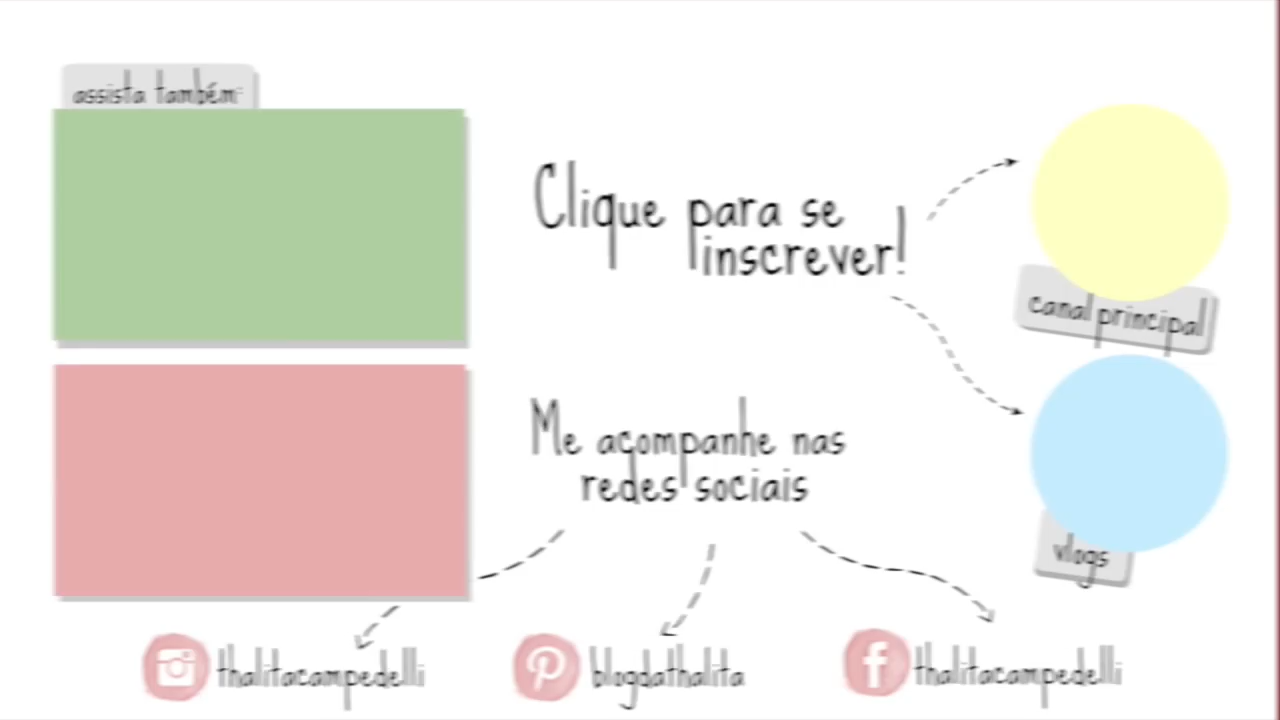 assista também:
Clique para se
inscrever!
canal principal
Me acompanhe nas
redes sociais
vlogs
thalitacampedelli
blogdathalita
thalitacampedelli